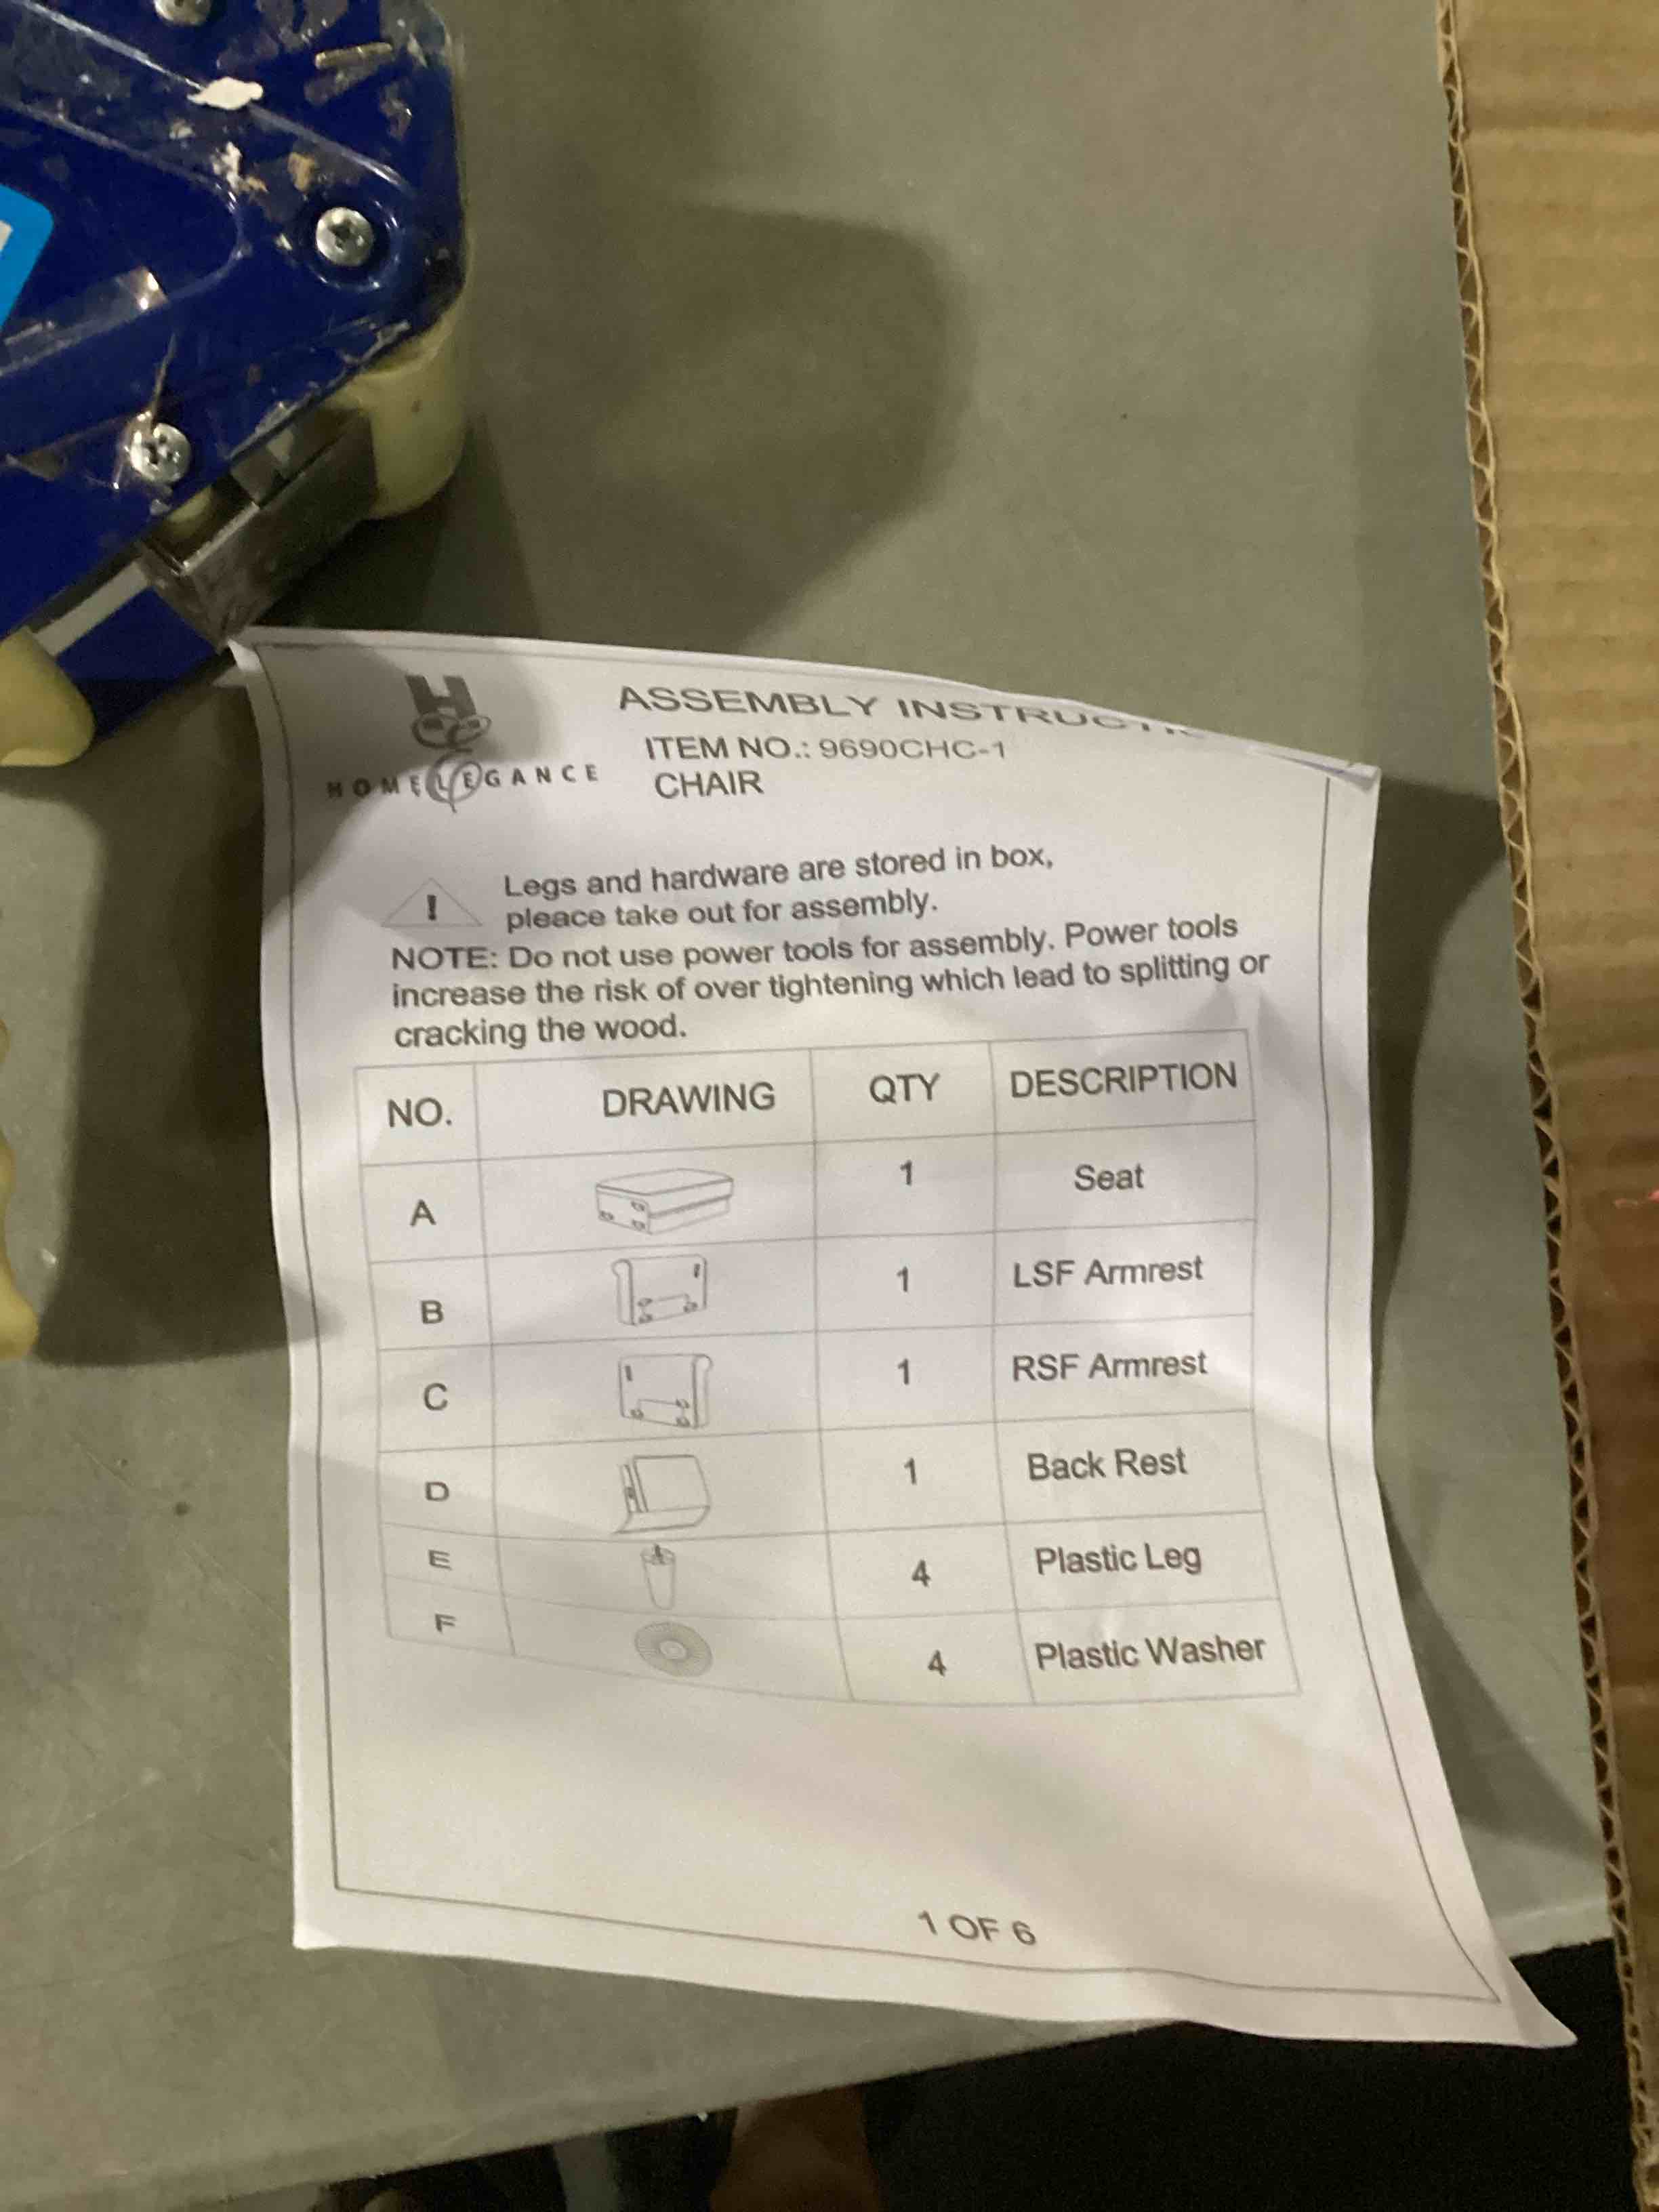 HOMELEGANCE
ASSEMBLY
ITEM NO.: 9690CHC-1
CHAIR
! Legs and hardware are stored in box,
pleace take out for assembly.
NOTE: Do not use power tools for assembly. Power tools
increase the risk of over tightening which lead to splitting or
cracking the wood.
NO. DRAWING QTY DESCRIPTION
A 1 Seat
B 1 LSF Armrest
C 1 RSF Armrest
D 1 Back Rest
E 4 Plastic Leg
F 4 Plastic Washer
1 OF 6